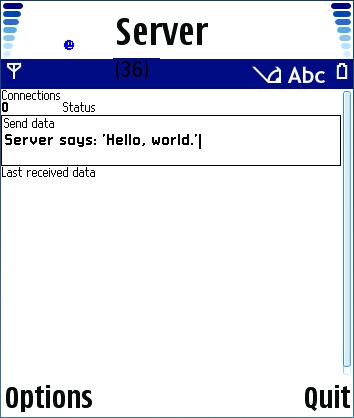 Server
(36)
Abc
Connections
0 Status
Send data
Server says: 'Hello, world.'
Last received data
Options Quit